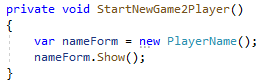 private void StartNewGame2Player()
{
    var nameForm = new PlayerName();
    nameForm.Show();
}